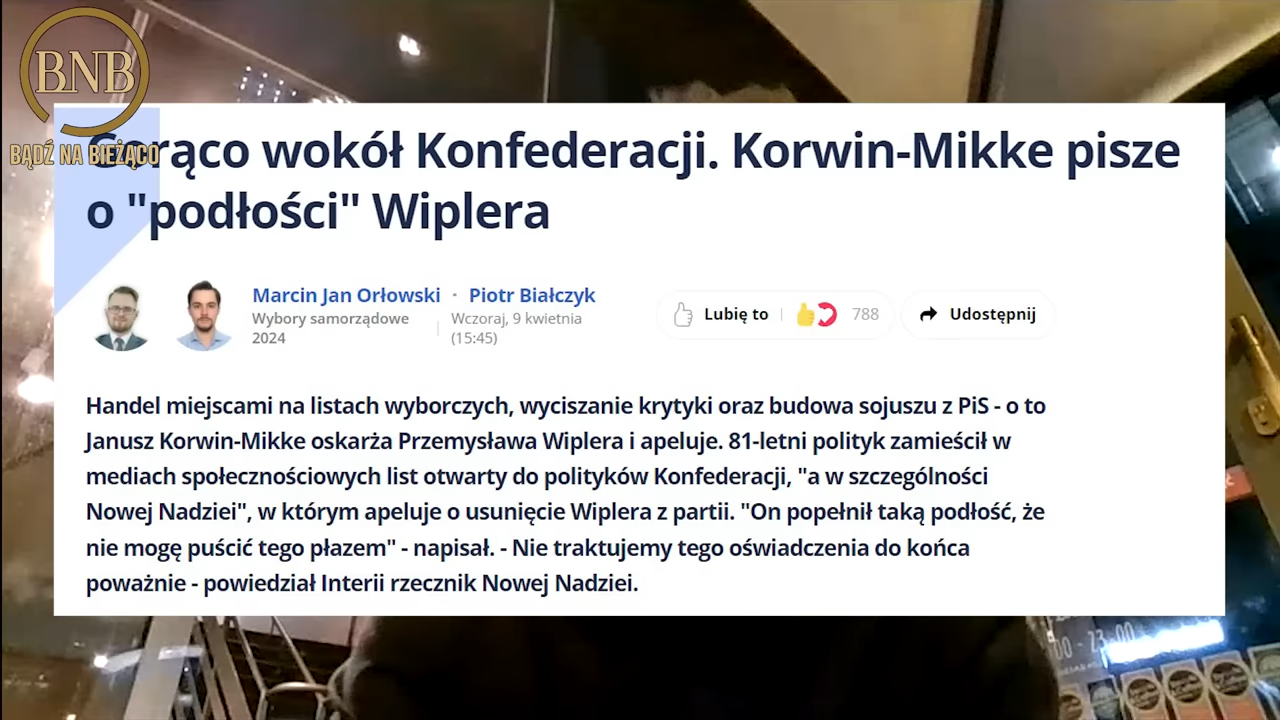 BNB
BĄDŹ NA BIEŻĄCO
Gorąco wokół Konfederacji. Korwin-Mikke pisze
o "podłości" Wiplera
Marcin Jan Orłowski · Piotr Białczyk
Wybory samorządowe
2024
Wczoraj, 9 kwietnia
(15:45)
Lubię to
788
Udostępnij
Handel miejscami na listach wyborczych, wyciszanie krytyki oraz budowa sojuszu z PiS - o to
Janusz Korwin-Mikke oskarża Przemysława Wiplera i apeluje. 81-letni polityk zamieścił w
mediach społecznościowych list otwarty do polityków Konfederacji, "a w szczególności
Nowej Nadziei", w którym apeluje o usunięcie Wiplera z partii. "On popełnił taką podłość, że
nie mogę puścić tego płazem" - napisał. - Nie traktujemy tego oświadczenia do końca
poważnie - powiedział Interii rzecznik Nowej Nadziei.
00 - 23:00